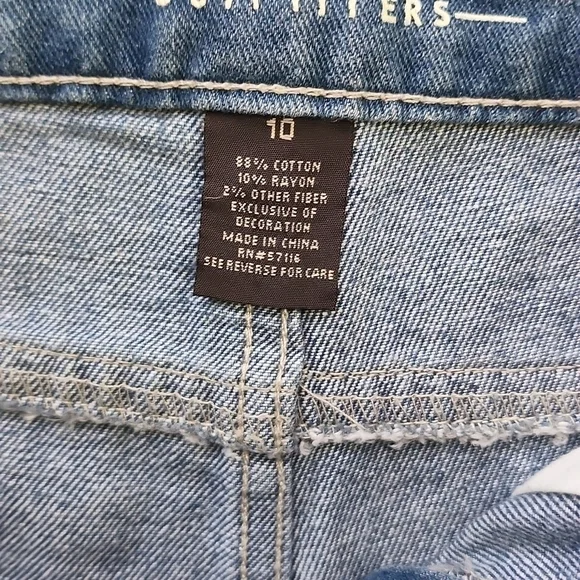 10
88% COTTON
10% RAYON
2% OTHER FIBER
EXCLUSIVE OF
DECORATION
MADE IN CHINA
RN#57116
SEE REVERSE FOR CARE